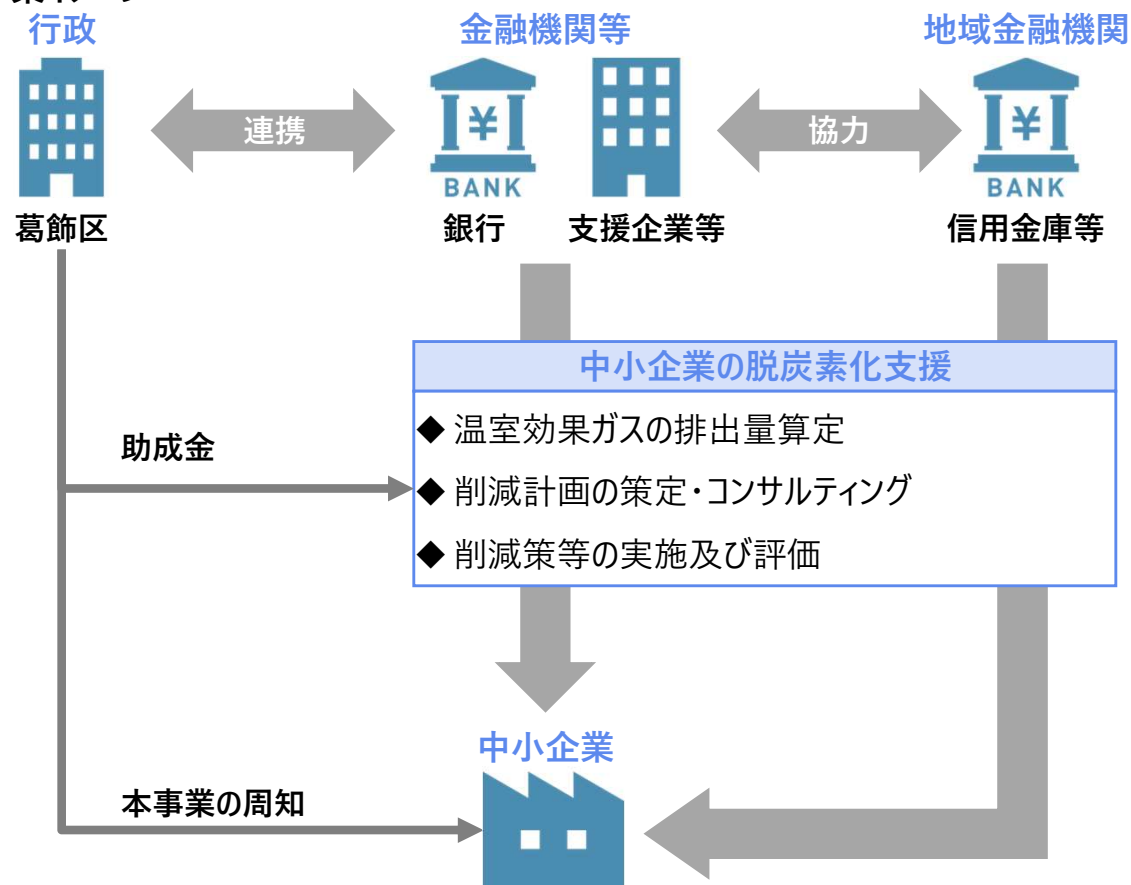 行政
金融機関等
地域金融機関
連携
協力
¥
¥
BANK
BANK
葛飾区
銀行
支援企業等
信用金庫等
中小企業の脱炭素化支援
◆ 温室効果ガスの排出量算定
◆ 削減計画の策定・コンサルティング
◆ 削減策等の実施及び評価
助成金
中小企業
本事業の周知